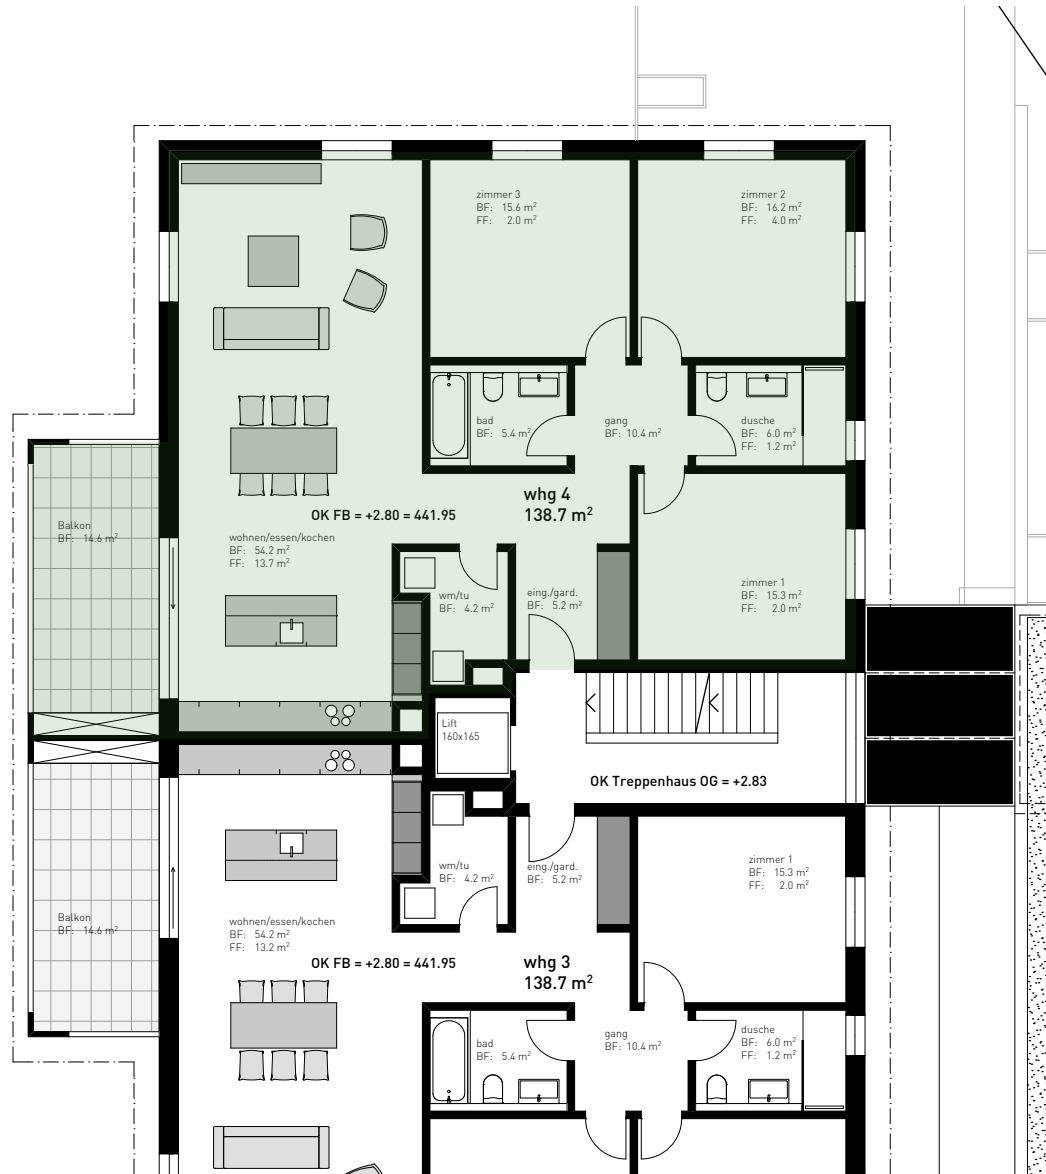 zimmer 3
BF: 15.6 m²
FF: 2.0 m²
zimmer 2
BF: 16.2 m²
FF: 4.0 m²
bad
BF: 5.4 m²
gang
BF: 10.4 m²
dusche
BF: 6.0 m²
FF: 1.2 m²
whg 4
138.7 m²
OK FB = +2.80 = 441.95
Balkon
BF: 14.6 m²
wohnen/essen/kochen
BF: 54.2 m²
FF: 13.7 m²
wm/tu
BF: 4.2 m²
eing./gard.
BF: 5.2 m²
zimmer 1
BF: 15.3 m²
FF: 2.0 m²
Lift
160x165
OK Treppenhaus OG = +2.83
wm/tu
BF: 4.2 m²
eing./gard.
BF: 5.2 m²
zimmer 1
BF: 15.3 m²
FF: 2.0 m²
Balkon
BF: 14.6 m²
wohnen/essen/kochen
BF: 54.2 m²
FF: 13.2 m²
OK FB = +2.80 = 441.95
whg 3
138.7 m²
bad
BF: 5.4 m²
gang
BF: 10.4 m²
dusche
BF: 6.0 m²
FF: 1.2 m²